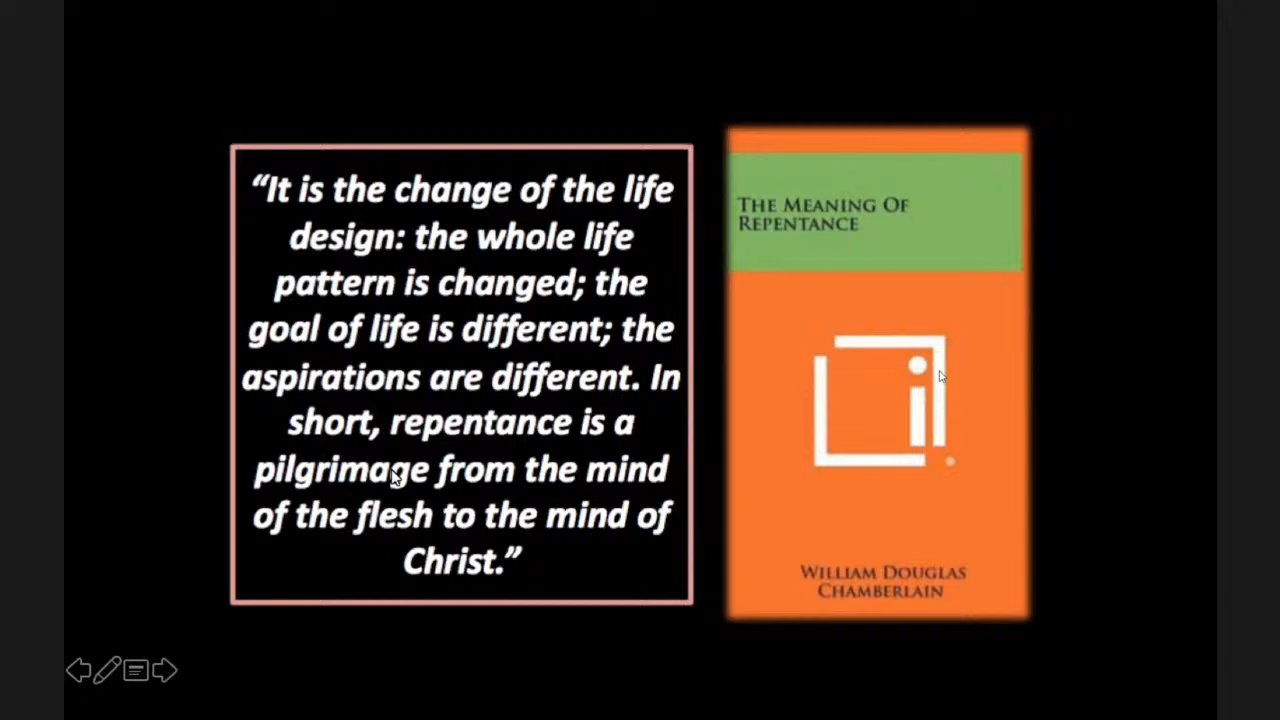 “It is the change of the life
design: the whole life
pattern is changed; the
goal of life is different; the
aspirations are different. In
short, repentance is a
pilgrimage from the mind
of the flesh to the mind of
Christ.”
THE MEANING OF
REPENTANCE
WILLIAM DOUGLAS
CHAMBERLAIN